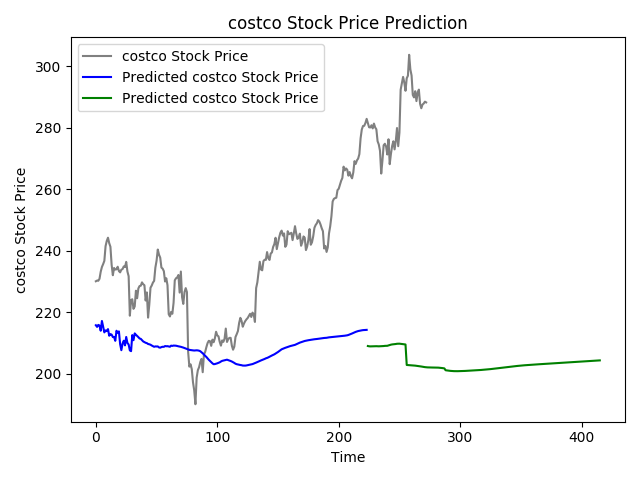 costco Stock Price Prediction
costco Stock Price
Predicted costco Stock Price
Predicted costco Stock Price
costco Stock Price
300
280
260
240
220
200
0
100
200
300
400
Time